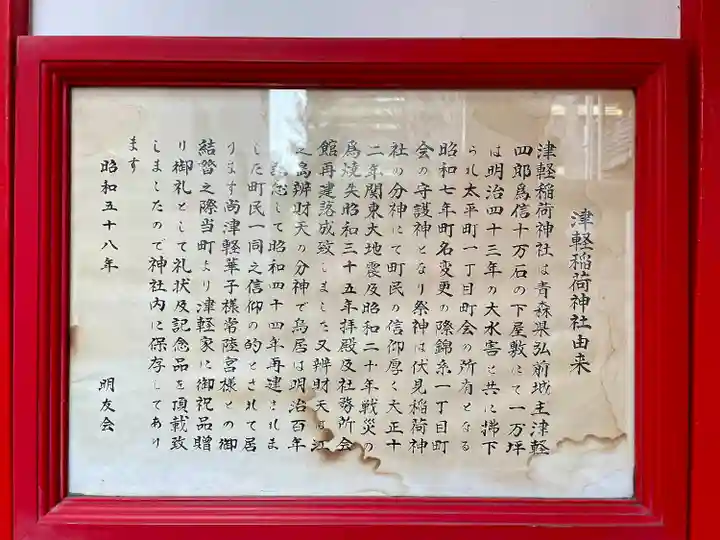 津軽稲荷神社由来
津軽稲荷神社は青森県弘前城主津軽
四郎爲信十万石の下屋敷にて一万坪
は明治四十三年の大水害と共に拂下
られ太平町一丁目町会の所有となる
昭和七年町名変更の際錦糸一丁目町
会の守護神となり祭神は伏見稲荷神
社の分神にて町民の信仰厚く大正十
二年関東大地震及昭和二十年戦災の
爲焼失昭和三十五年拝殿及社務所会
館再建落成致しました又辨財天は江
之島辨財天の分神で鳥居は明治百年
記念して昭和四十四年再建されま
した町民一同之信仰の的とされて居
ります尚津軽華子様常陸宮様との御
結婚之際当町より津軽家に御祝品贈
り御礼として礼状及記念品を頂載致
しましたので神社内に保存してあり
ます
昭和五十八年
明友会